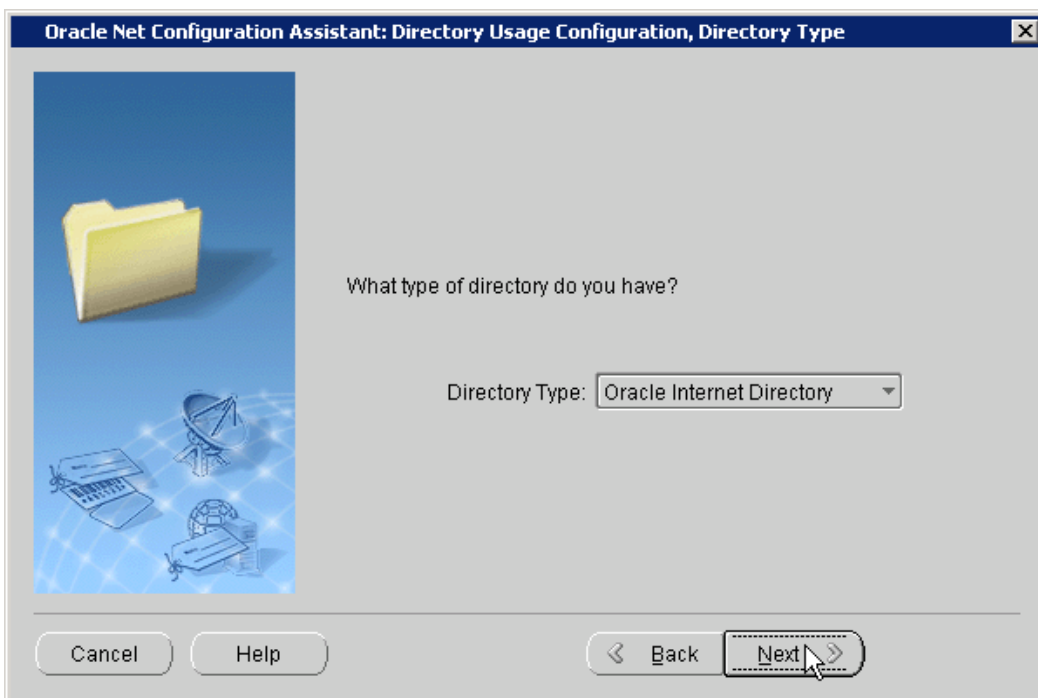 Oracle Net Configuration Assistant: Directory Usage Configuration, Directory Type
What type of directory do you have?
Directory Type: Oracle Internet Directory
Cancel Help Back Next